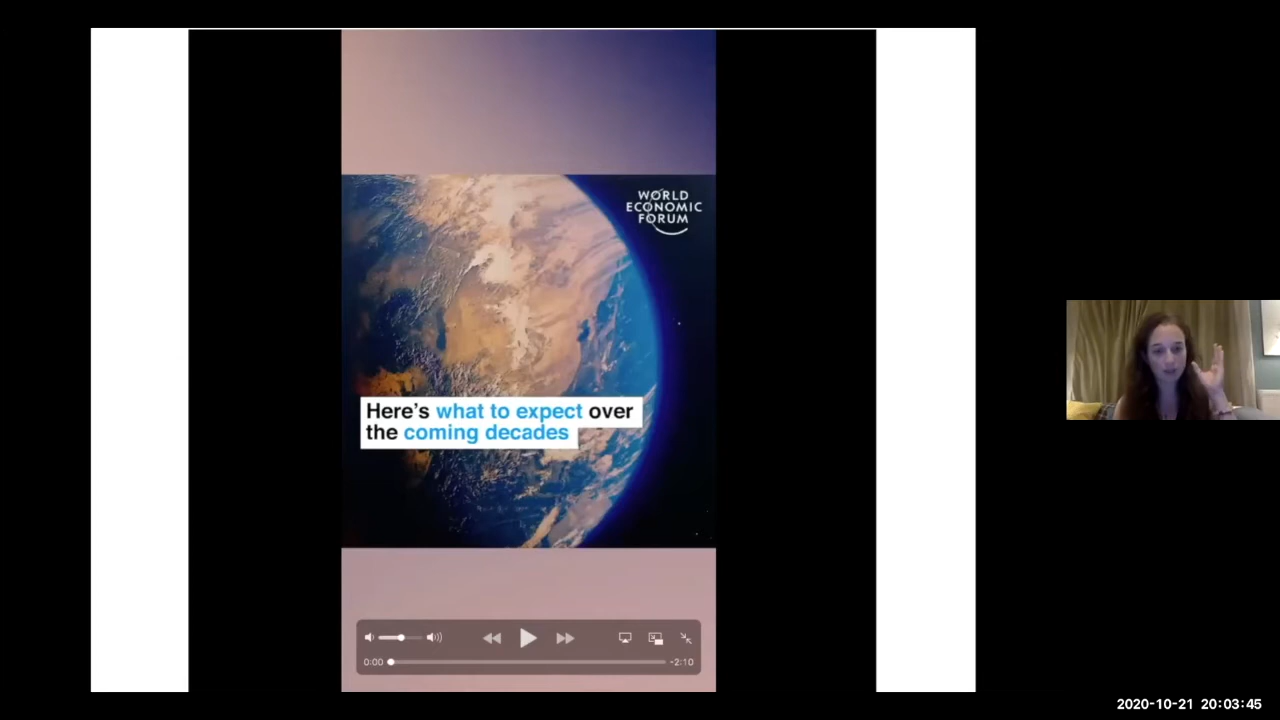 WORLD
ECONOMIC
FORUM
Here's what to expect over
the coming decades
0:00
-2:10
2020-10-21 20:03:45